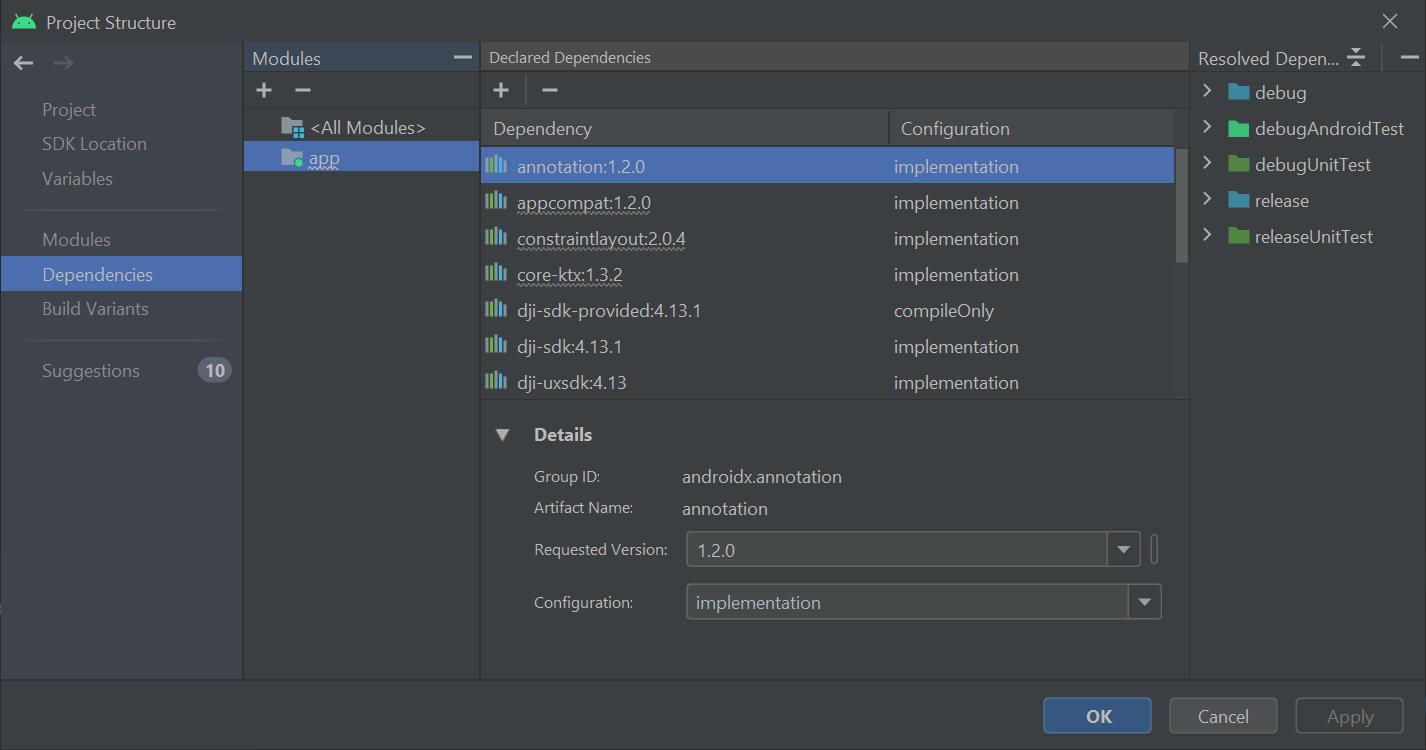 Project Structure
Project
SDK Location
Variables
Modules
Dependencies
Build Variants
Suggestions 10
Modules
<All Modules>
app
Declared Dependencies
Dependency Configuration
annotation:1.2.0 implementation
appcompat:1.2.0 implementation
constraintlayout:2.0.4 implementation
core-ktx:1.3.2 implementation
dji-sdk-provided:4.13.1 compileOnly
dji-sdk:4.13.1 implementation
dji-uxsdk:4.13 implementation
Details
Group ID: androidx.annotation
Artifact Name: annotation
Requested Version: 1.2.0
Configuration: implementation
Resolved Depen...
debug
debugAndroidTest
debugUnitTest
release
releaseUnitTest
OK Cancel Apply